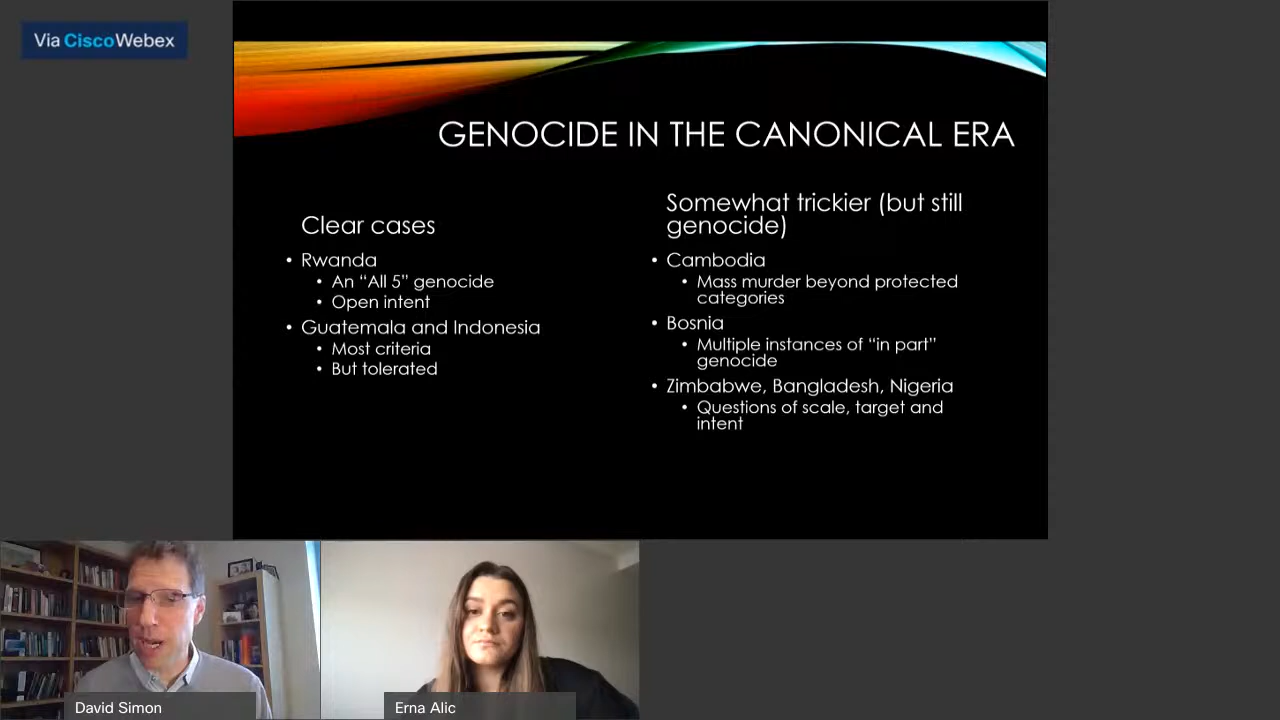 Via CiscoWebex
GENOCIDE IN THE CANONICAL ERA
Clear cases
• Rwanda
• An “All 5” genocide
• Open intent
• Guatemala and Indonesia
• Most criteria
• But tolerated
Somewhat trickier (but still
genocide)
• Cambodia
• Mass murder beyond protected
categories
• Bosnia
• Multiple instances of “in part”
genocide
• Zimbabwe, Bangladesh, Nigeria
• Questions of scale, target and
intent
David Simon
Erna Alic